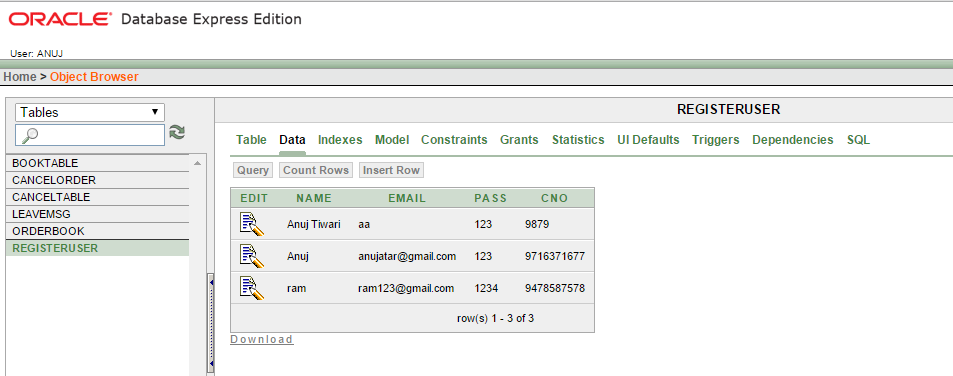 ORACLE® Database Express Edition
User: ANUJ
Home > Object Browser
Tables
BOOKTABLE
CANCELORDER
CANCELTABLE
LEAVEMSG
ORDERBOOK
REGISTERUSER
REGISTERUSER
Table Data Indexes Model Constraints Grants Statistics UI Defaults Triggers Dependencies SQL
Query Count Rows Insert Row
EDIT NAME EMAIL PASS CNO
Anuj Tiwari aa 123 9879
Anuj anujatar@gmail.com 123 9716371677
ram ram123@gmail.com 1234 9478587578
row(s) 1 - 3 of 3
Download